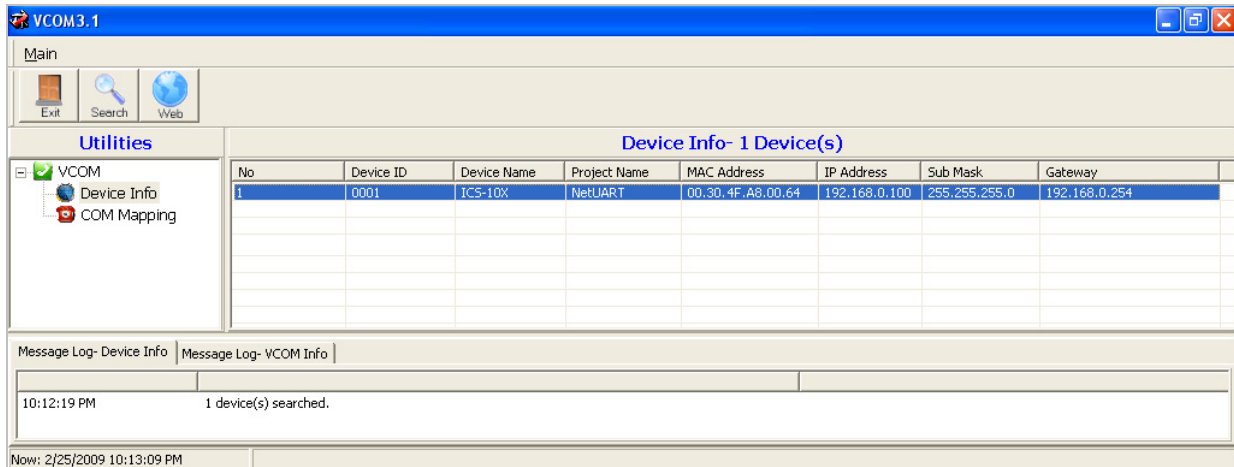 VCOM3.1
Main
Exit Search Web
Utilities
Device Info- 1 Device(s)
VCOM
Device Info
COM Mapping
No Device ID Device Name Project Name MAC Address IP Address Sub Mask Gateway
1 0001 ICS-10X NetUART 00.30.4F.A8.00.64 192.168.0.100 255.255.255.0 192.168.0.254
Message Log- Device Info Message Log- VCOM Info
10:12:19 PM 1 device(s) searched.
Now: 2/25/2009 10:13:09 PM